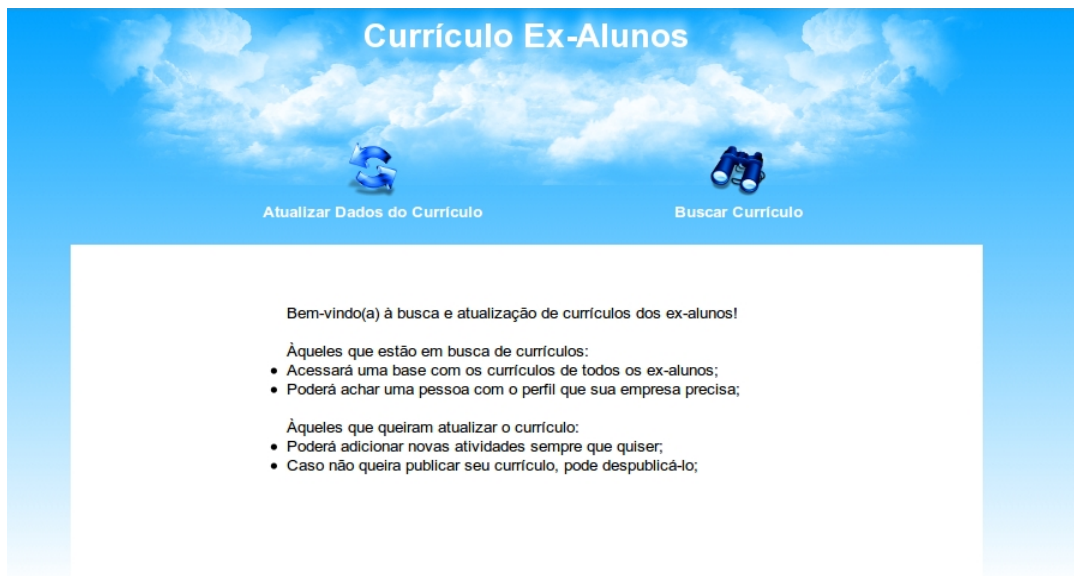 Currículo Ex-Alunos
Atualizar Dados do Currículo
Buscar Currículo
Bem-vindo(a) à busca e atualização de currículos dos ex-alunos!
Àqueles que estão em busca de currículos:
• Acessará uma base com os currículos de todos os ex-alunos;
• Poderá achar uma pessoa com o perfil que sua empresa precisa;
Àqueles que queiram atualizar o currículo:
• Poderá adicionar novas atividades sempre que quiser;
• Caso não queira publicar seu currículo, pode despublicá-lo;